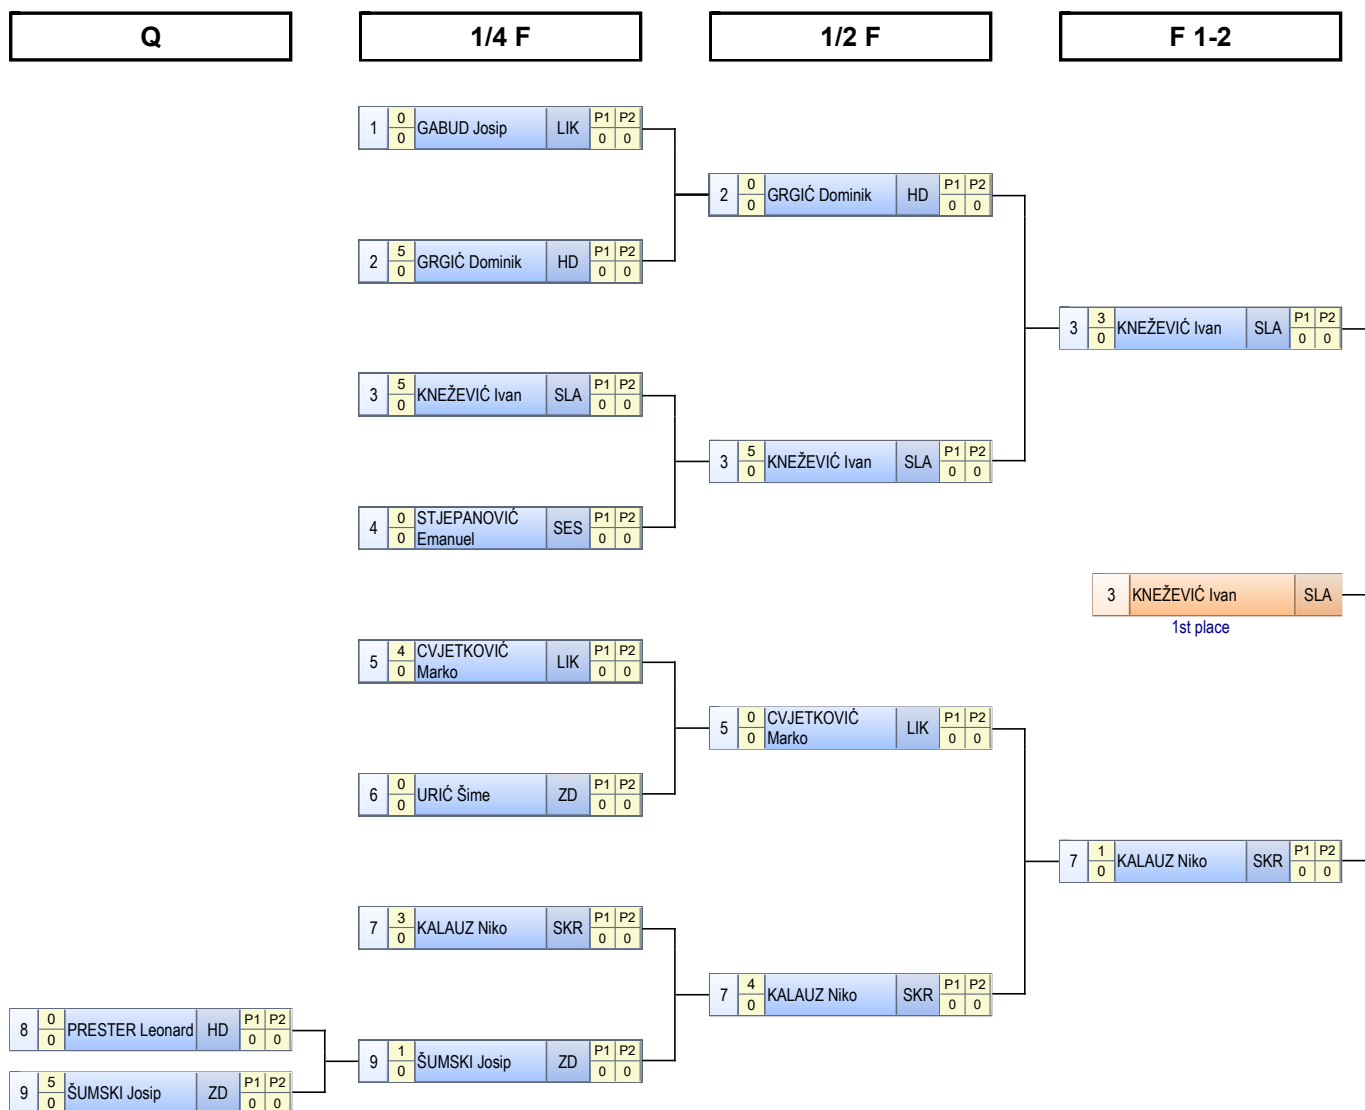 Q 1/4 F 1/2 F F 1-2
1 0 0 GABUD Josip LIK P1 P2 0 0
2 0 0 GRGIĆ Dominik HD P1 P2 0 0
2 5 0 GRGIĆ Dominik HD P1 P2 0 0
3 3 0 KNEŽEVIĆ Ivan SLA P1 P2 0 0
3 5 0 KNEŽEVIĆ Ivan SLA P1 P2 0 0
3 5 0 KNEŽEVIĆ Ivan SLA P1 P2 0 0
4 0 0 STJEPANOVIĆ Emanuel SES P1 P2 0 0
3 KNEŽEVIĆ Ivan SLA
1st place
5 4 0 CVJETKOVIĆ Marko LIK P1 P2 0 0
5 0 0 CVJETKOVIĆ Marko LIK P1 P2 0 0
6 0 0 URIĆ Šime ZD P1 P2 0 0
7 1 0 KALAUZ Niko SKR P1 P2 0 0
7 3 0 KALAUZ Niko SKR P1 P2 0 0
7 4 0 KALAUZ Niko SKR P1 P2 0 0
8 0 0 PRESTER Leonard HD P1 P2 0 0
9 1 0 ŠUMSKI Josip ZD P1 P2 0 0
9 5 0 ŠUMSKI Josip ZD P1 P2 0 0